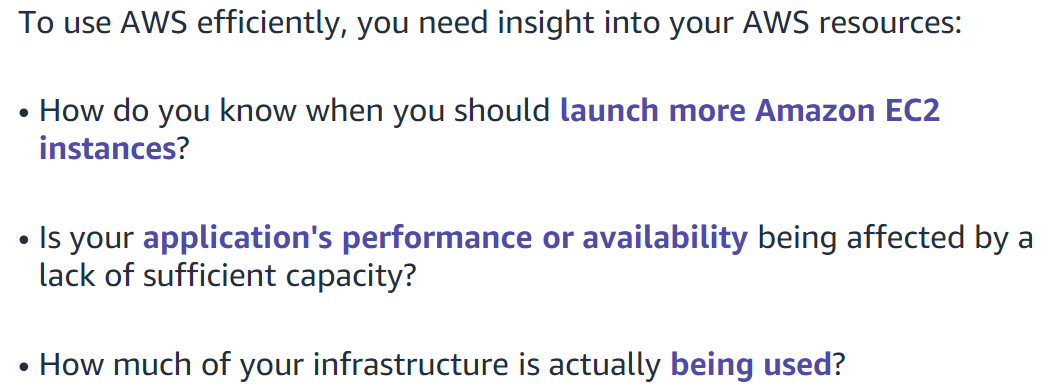 To use AWS efficiently, you need insight into your AWS resources:
• How do you know when you should launch more Amazon EC2
instances?
• Is your application's performance or availability being affected by a
lack of sufficient capacity?
• How much of your infrastructure is actually being used?